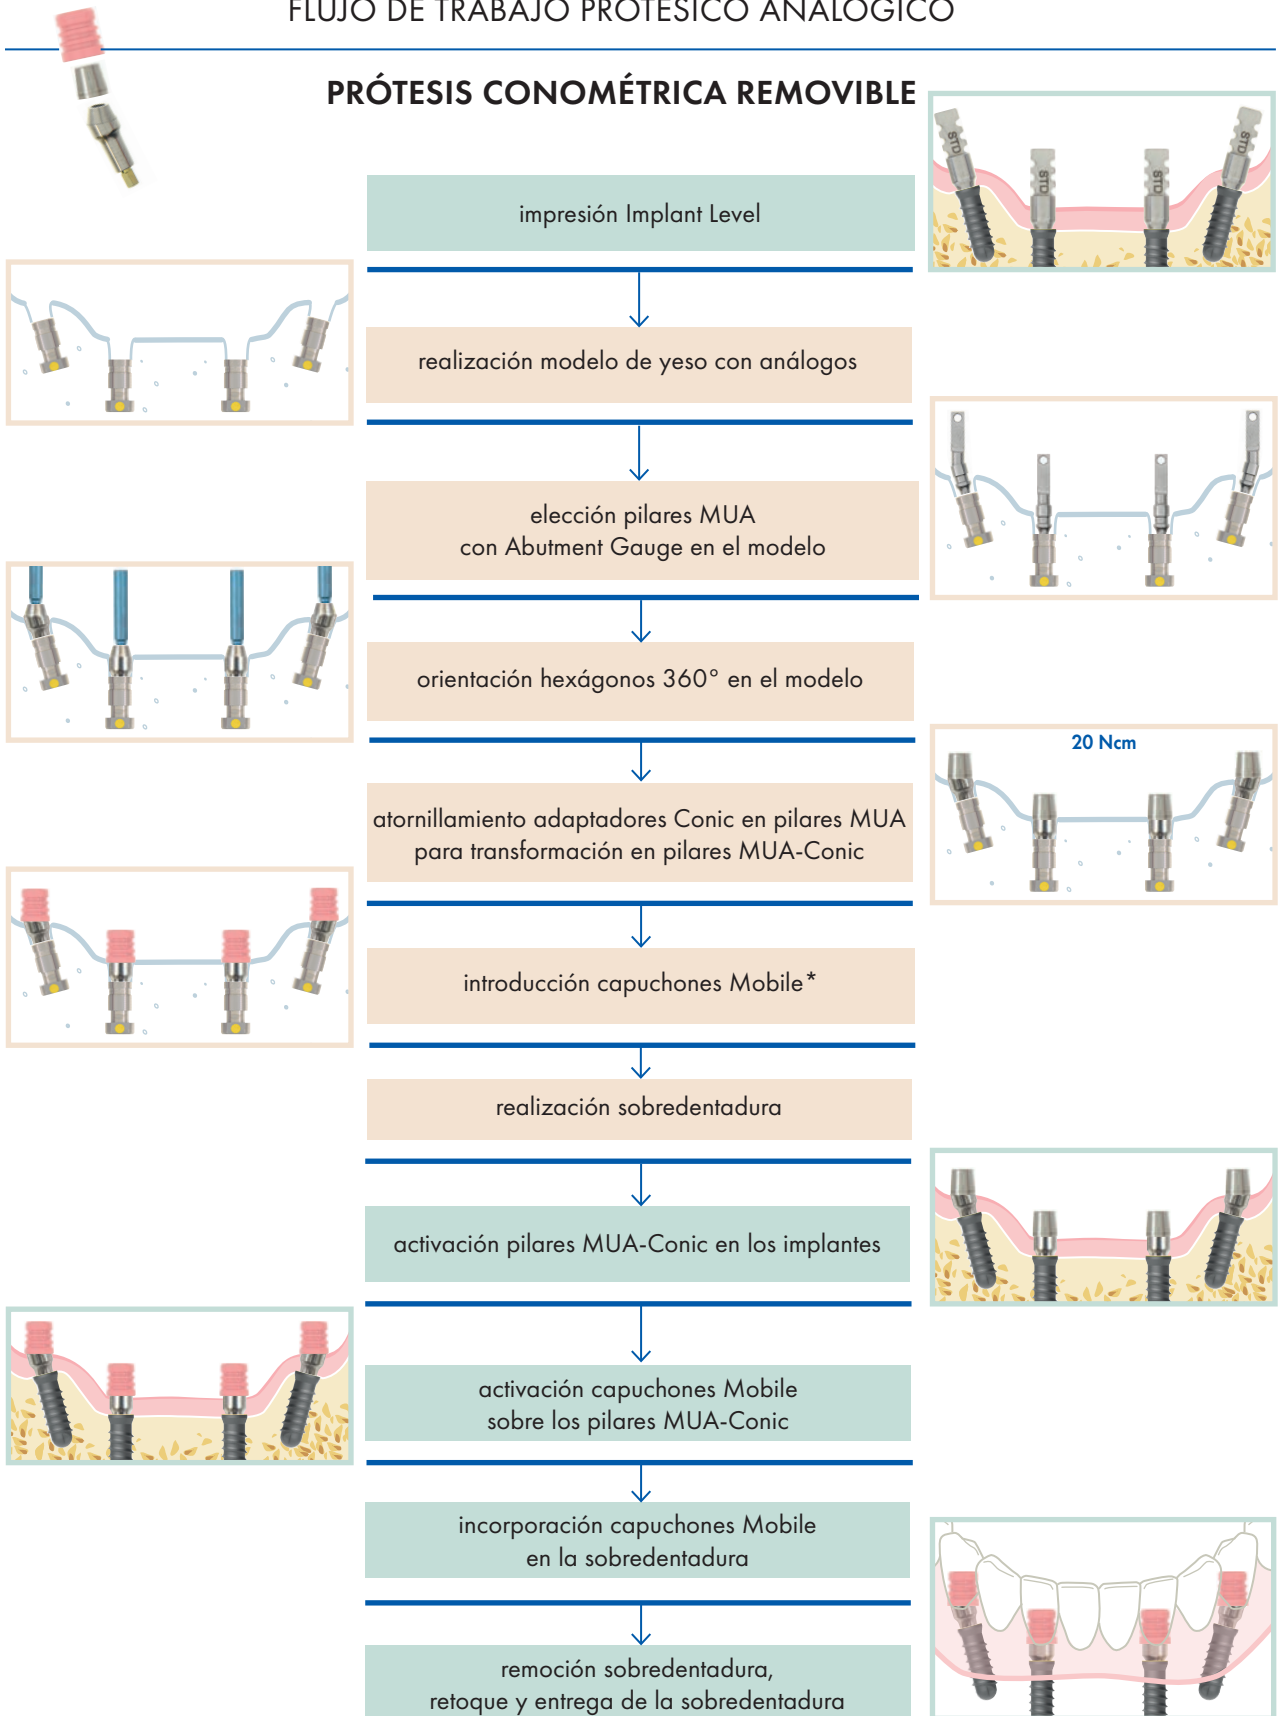 FLUJO DE TRABAJO PROTÉSICO ANALÓGICO
PRÓTESIS CONOMÉTRICA REMOVIBLE
STD
STD
STD
STD
impresión Implant Level
realización modelo de yeso con análogos
elección pilares MUA
con Abutment Gauge en el modelo
orientación hexágonos 360° en el modelo
20 Ncm
atornillamiento adaptadores Conic en pilares MUA
para transformación en pilares MUA-Conic
introducción capuchones Mobile*
realización sobredentadura
activación pilares MUA-Conic en los implantes
activación capuchones Mobile
sobre los pilares MUA-Conic
incorporación capuchones Mobile
en la sobredentadura
remoción sobredentadura,
retoque y entrega de la sobredentadura